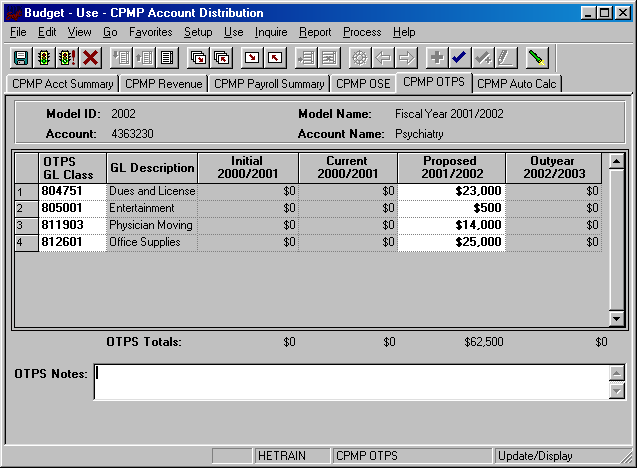 Budget - Use - CPMP Account Distribution
File Edit View Go Favorites Setup Use Inquire Report Process Help
CPMP Acct Summary CPMP Revenue CPMP Payroll Summary CPMP OSE CPMP OTPS CPMP Auto Calc
Model ID: 2002 Model Name: Fiscal Year 2001/2002
Account: 4363230 Account Name: Psychiatry
OTPS GL Class GL Description Initial 2000/2001 Current 2000/2001 Proposed 2001/2002 Outyear 2002/2003
1 804751 Dues and License $0 $0 $23,000 $0
2 805001 Entertainment $0 $0 $500 $0
3 811903 Physician Moving $0 $0 $14,000 $0
4 812601 Office Supplies $0 $0 $25,000 $0
OTPS Totals: $0 $0 $62,500 $0
OTPS Notes:
HETRAIN CPMP OTPS Update/Display